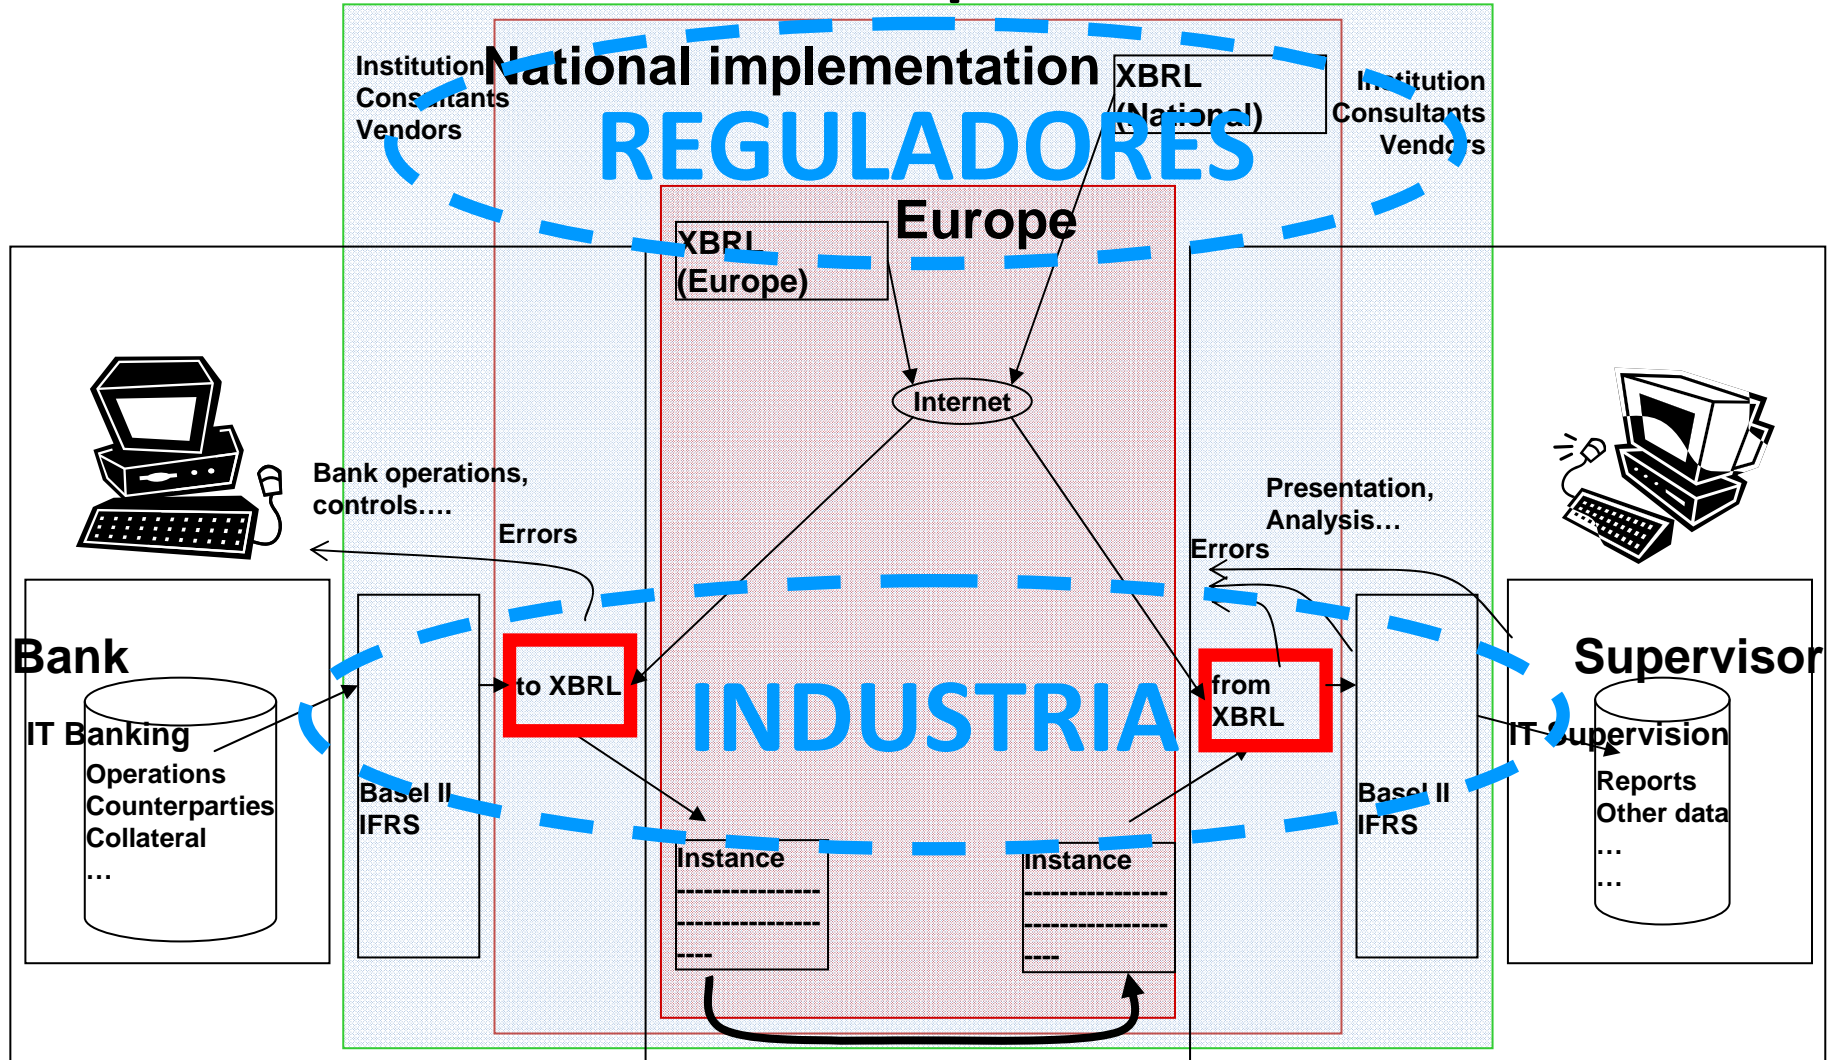 National implementation
Institution
Consultants
Vendors
XBRL
(National)
Institution
Consultants
Vendors
REGULADORES
Europe
XBRL
(Europe)
Internet
Bank operations,
controls....
Errors
Presentation,
Analysis...
Errors
Bank
IT Banking
Operations
Counterparties
Collateral
...
Basel II
IFRS
to XBRL
INDUSTRIA
from
XBRL
Basel II
IFRS
Supervisor
IT Supervision
Reports
Other data
...
...
Instance
---------------
---------------
----
Instance
---------------
---------------
----